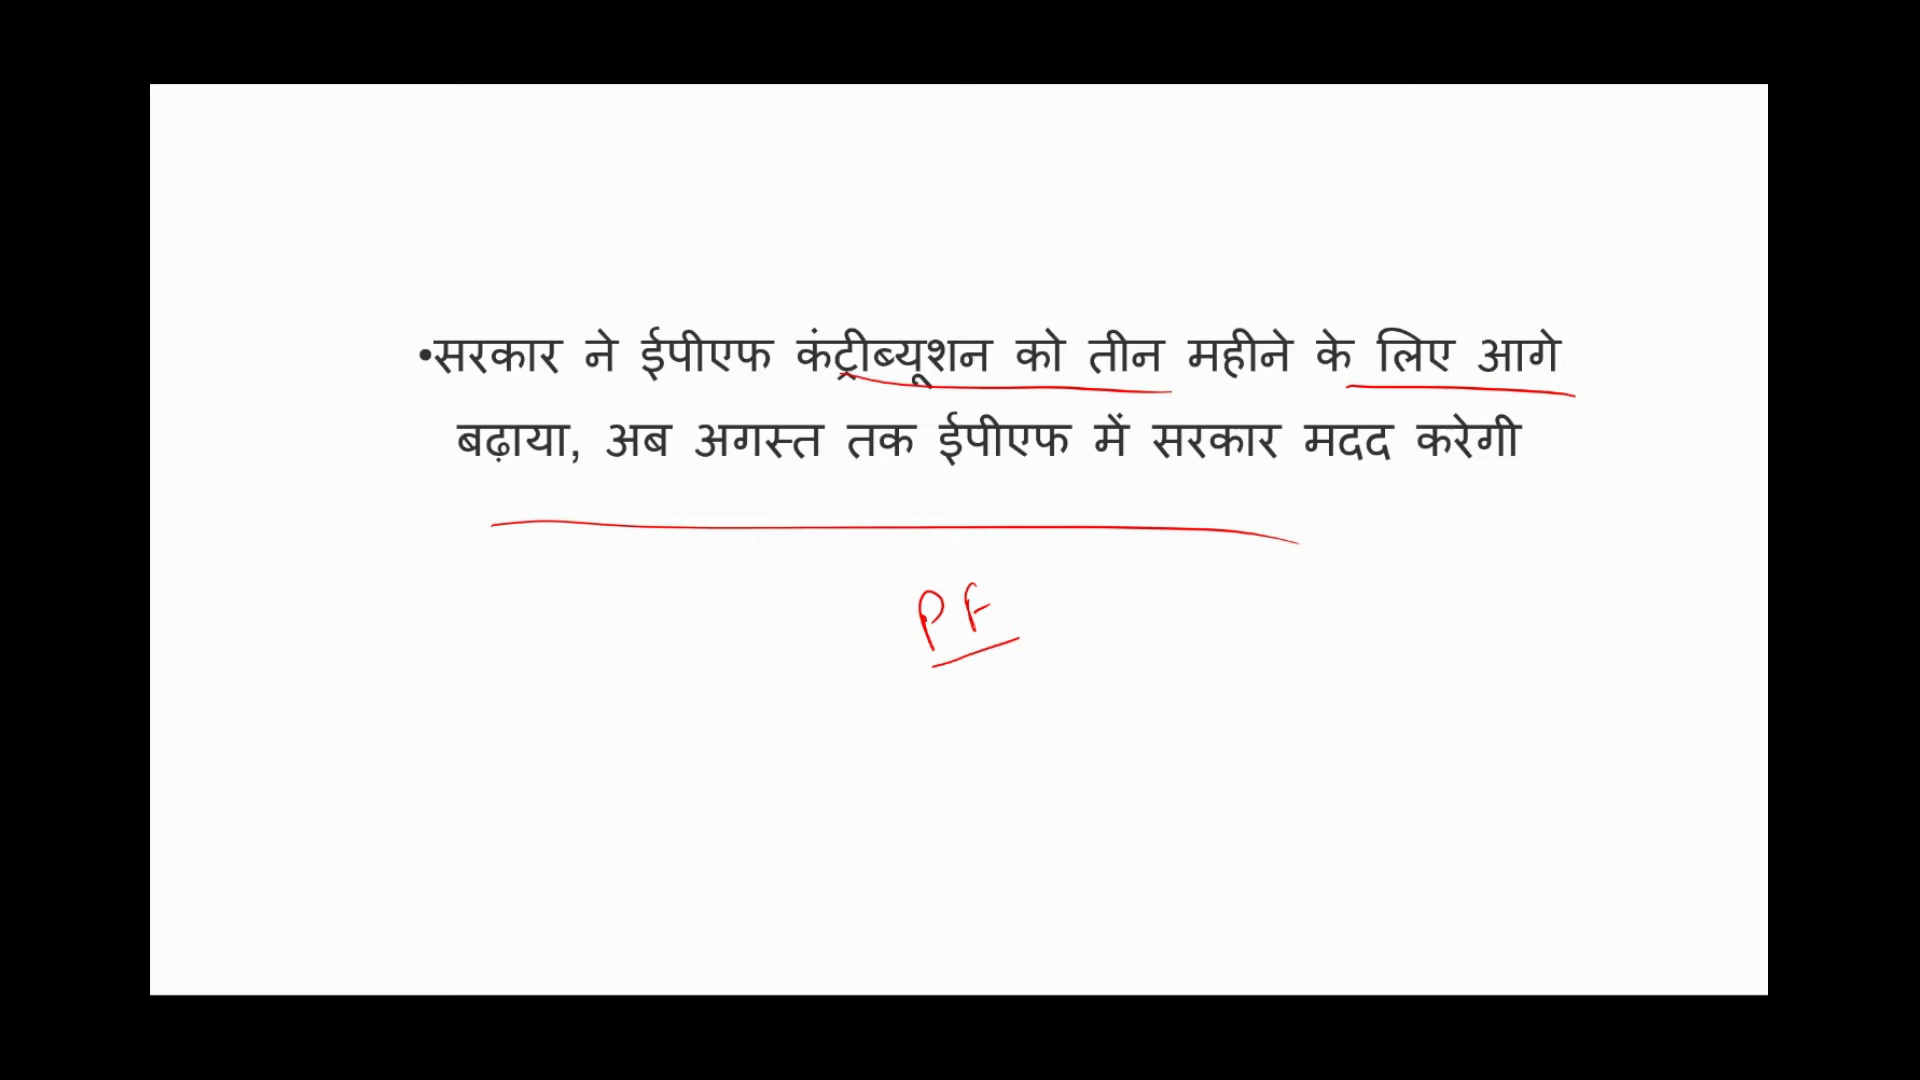 •सरकार ने ईपीएफ कंट्रीब्यूशन को तीन महीने के लिए आगे
बढ़ाया, अब अगस्त तक ईपीएफ में सरकार मदद करेगी
PF